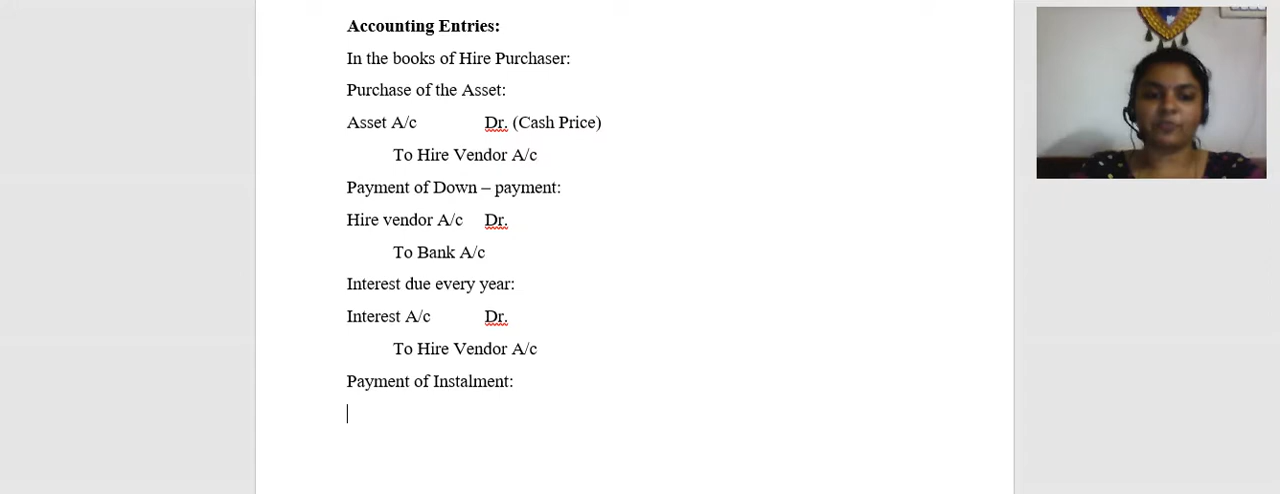 Accounting Entries:
In the books of Hire Purchaser:
Purchase of the Asset:
Asset A/c Dr. (Cash Price)
To Hire Vendor A/c
Payment of Down – payment:
Hire vendor A/c Dr.
To Bank A/c
Interest due every year:
Interest A/c Dr.
To Hire Vendor A/c
Payment of Instalment: